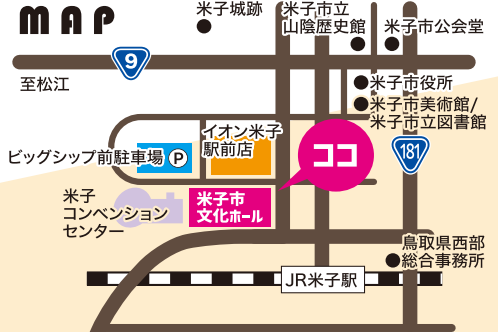 MAP
米子城跡
米子市立
山陰歴史館
米子市公会堂
9
至松江
米子市役所
米子市美術館/
米子市立図書館
イオン米子
駅前店
ココ
181
ビッグシップ前駐車場
P
米子
コンベンション
センター
米子市
文化ホール
鳥取県西部
総合事務所
JR米子駅